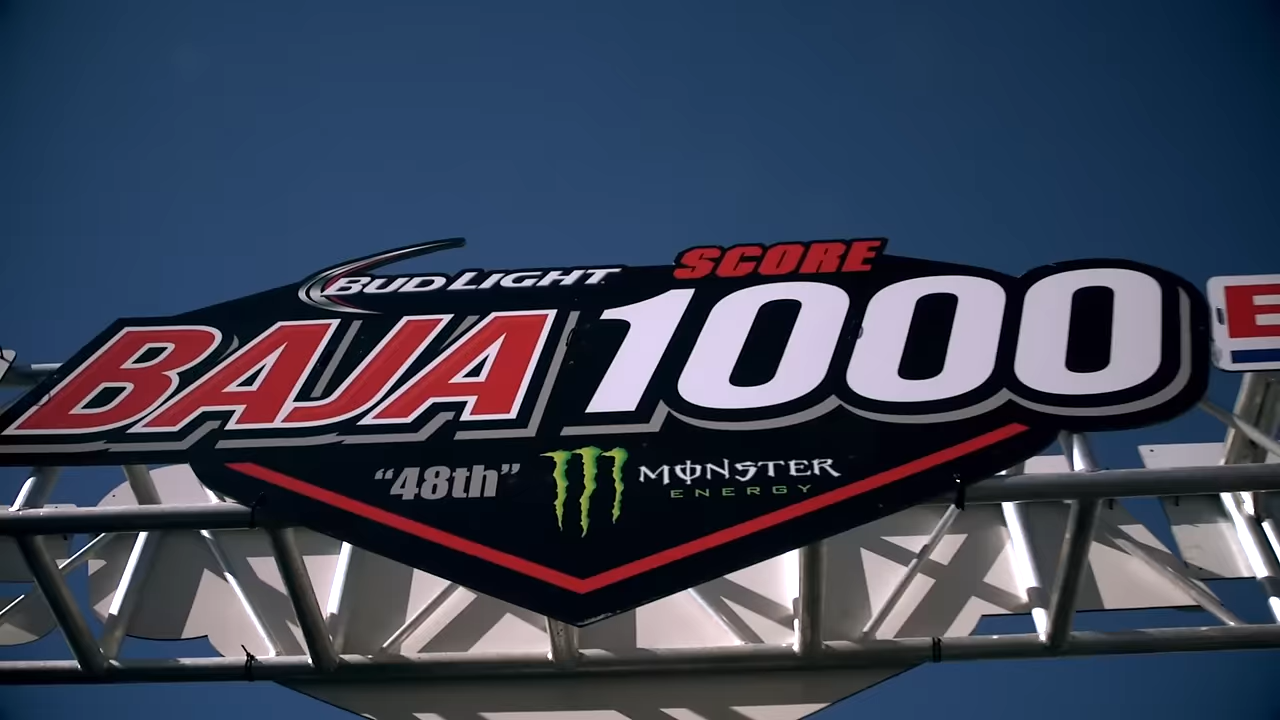 BUD LIGHT SCORE
BAJA 1000
“48th” MONSTER
ENERGY